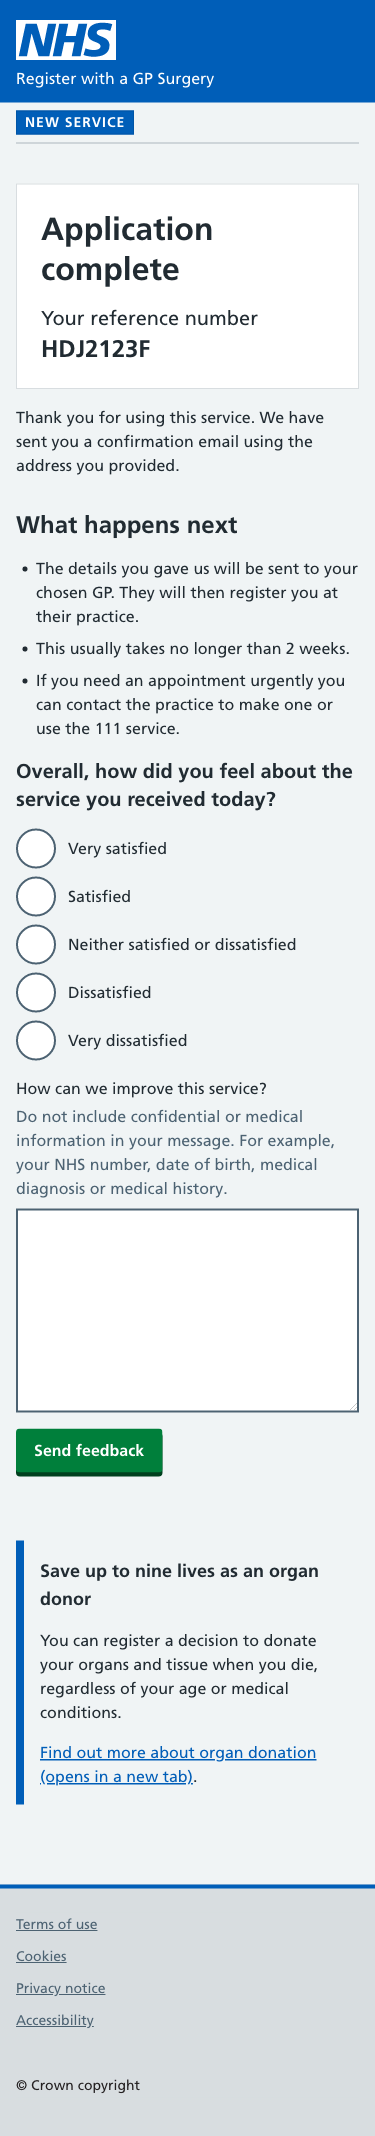 NHS
Register with a GP Surgery
NEW SERVICE
Application
complete
Your reference number
HDJ2123F
Thank you for using this service. We have
sent you a confirmation email using the
address you provided.
What happens next
• The details you gave us will be sent to your
chosen GP. They will then register you at
their practice.
• This usually takes no longer than 2 weeks.
• If you need an appointment urgently you
can contact the practice to make one or
use the 111 service.
Overall, how did you feel about the
service you received today?
Very satisfied
Satisfied
Neither satisfied or dissatisfied
Dissatisfied
Very dissatisfied
How can we improve this service?
Do not include confidential or medical
information in your message. For example,
your NHS number, date of birth, medical
diagnosis or medical history.
Send feedback
Save up to nine lives as an organ
donor
You can register a decision to donate
your organs and tissue when you die,
regardless of your age or medical
conditions.
Find out more about organ donation
(opens in a new tab).
Terms of use
Cookies
Privacy notice
Accessibility
© Crown copyright